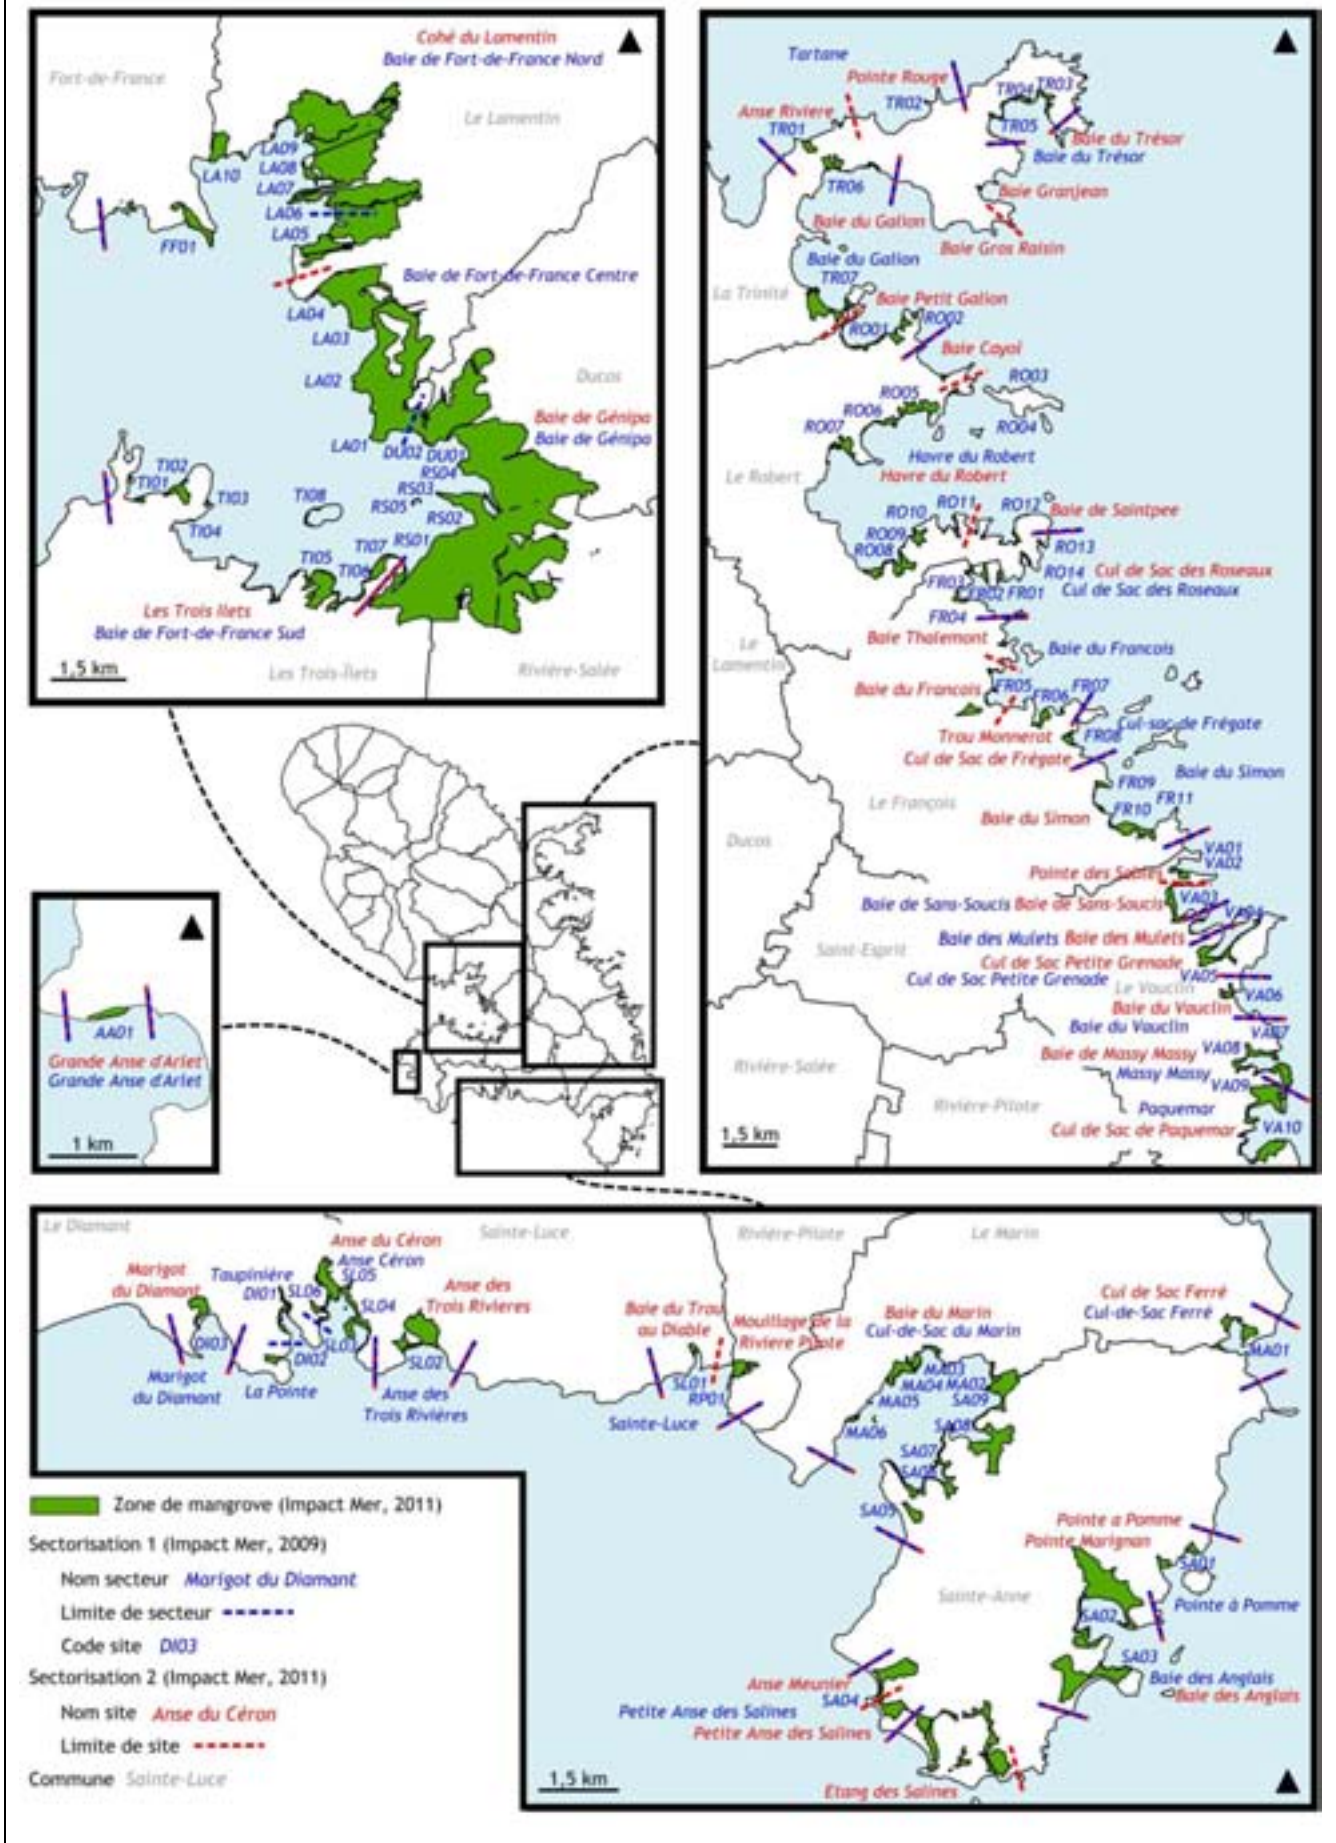 Cohé du Lamentin
Baie de Fort-de-France Nord
Fort-de-France
Le Lamentin
LA09
LA08
LA10
LA07
LA06
LA05
FF01
Baie de Fort-de-France Centre
LA04
LA03
LA02
Ducos
Baie de Génipa
Baie de Génipa
LA01
DU02
DU01
RS04
TI02
TI01
TI03
TI08
RS03
RS05
RS02
TI04
TI07
RS01
TI05
TI06
Les Trois Ilets
Baie de Fort-de-France Sud
1,5 km
Les Trois-Îlets
Rivière-Salée
Tartane
Pointe Rouge
TR02
TR04
TR03
Anse Riviere
TR01
TR05
Baie du Trésor
Baie du Trésor
TR06
Baie Granjean
Baie du Galion
Baie Gros Raisin
Baie du Galion
TR07
La Trinité
Baie Petit Galion
RO01
RO02
Baie Cayol
RO03
RO05
RO06
RO07
RO04
Havre du Robert
Le Robert
Havre du Robert
RO10
RO11
RO12
Baie de Saintpee
RO09
RO08
RO13
RO14
Cul de Sac des Roseaux
FR03
FR02
FR01
Cul de Sac des Roseaux
FR04
Baie Thalemont
Le
Lamentin
Baie du Francois
Baie du Francois
FR05
FR06
FR07
Trou Monnerot
FR08
Cul-sac de Frégate
Cul de Sac de Frégate
Baie du Simon
FR09
FR11
Le François
FR10
Baie du Simon
Ducos
VA01
VA02
Pointe des Sables
VA03
Baie de Sans-Soucis
Baie de Sans-Soucis
VA04
Saint-Esprit
Baie des Mulets
Baie des Mulets
Cul de Sac Petite Grenade
Cul de Sac Petite Grenade
VA05
Le Vauclin
VA06
Baie du Vauclin
Baie du Vauclin
VA07
VA08
Rivière-Salée
Baie de Massy Massy
Massy Massy
VA09
Rivière-Pilote
Paquemar
Cul de Sac de Paquemar
VA10
1,5 km
AA01
Grande Anse d'Arlet
Grande Anse d'Arlet
1 km
Le Diamant
Sainte-Luce
Rivière-Pilote
Le Marin
Anse du Céron
Anse Céron
Marigot
du Diamant
Taupinière
DI01
SL06
SL05
SL04
Anse des
Trois Rivieres
DI03
SL03
DI02
SL02
Marigot
du Diamant
La Pointe
Anse des
Trois Rivières
Baie du Trou
au Diable
Mouillage de la
Riviere Pilote
SL01
RP01
Sainte-Luce
Baie du Marin
Cul-de-Sac du Marin
Cul de Sac Ferré
Cul-de-Sac Ferré
MA01
MA03
MA04
MA02
MA05
SA09
MA06
SA08
SA07
SA06
SA05
Pointe a Pomme
Pointe Marignan
SA01
Sainte-Anne
SA02
Pointe à Pomme
SA03
Baie des Anglais
Baie des Anglais
Anse Meunier
SA04
Petite Anse des Salines
Petite Anse des Salines
Etang des Salines
1,5 km
Zone de mangrove (Impact Mer, 2011)
Sectorisation 1 (Impact Mer, 2009)
Nom secteur Marigot du Diamant
Limite de secteur
Code site DI03
Sectorisation 2 (Impact Mer, 2011)
Nom site Anse du Céron
Limite de site
Commune Sainte-Luce